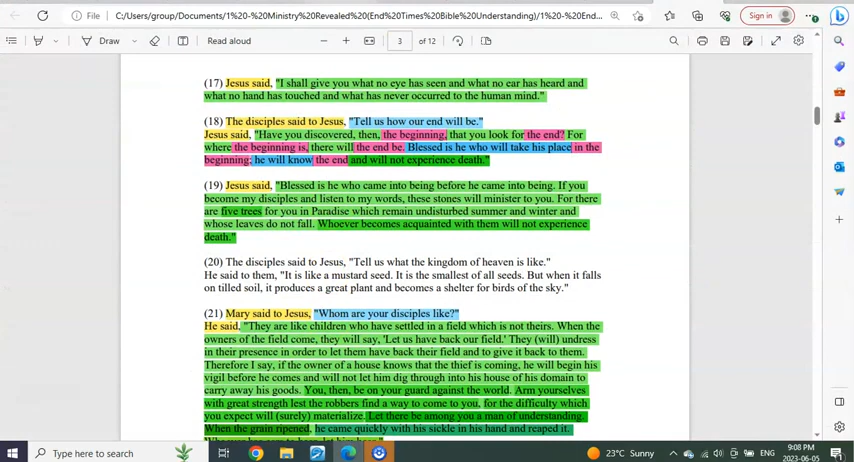 C:/Users/group/Documents/1%20-%20Ministry%20Revealed%20(End%20Times%20Bible%20Understanding)/1%20-%20End...
Sign in
Draw
Read aloud
3 of 12
(17) Jesus said, "I shall give you what no eye has seen and what no ear has heard and
what no hand has touched and what has never occurred to the human mind."
(18) The disciples said to Jesus, "Tell us how our end will be."
Jesus said, "Have you discovered, then, the beginning, that you look for the end? For
where the beginning is, there will the end be. Blessed is he who will take his place in the
beginning; he will know the end and will not experience death."
(19) Jesus said, "Blessed is he who came into being before he came into being. If you
become my disciples and listen to my words, these stones will minister to you. For there
are five trees for you in Paradise which remain undisturbed summer and winter and
whose leaves do not fall. Whoever becomes acquainted with them will not experience
death."
(20) The disciples said to Jesus, "Tell us what the kingdom of heaven is like."
He said to them, "It is like a mustard seed. It is the smallest of all seeds. But when it falls
on tilled soil, it produces a great plant and becomes a shelter for birds of the sky."
(21) Mary said to Jesus, "Whom are your disciples like?"
He said, "They are like children who have settled in a field which is not theirs. When the
owners of the field come, they will say, 'Let us have back our field.' They (will) undress
in their presence in order to let them have back their field and to give it back to them.
Therefore I say, if the owner of a house knows that the thief is coming, he will begin his
vigil before he comes and will not let him dig through into his house of his domain to
carry away his goods. You, then, be on your guard against the world. Arm yourselves
with great strength lest the robbers find a way to come to you, for the difficulty which
you expect will (surely) materialize. Let there be among you a man of understanding.
When the grain ripened, he came quickly with his sickle in his hand and reaped it.
Type here to search
23°C Sunny
ENG
9:08 PM
2023-06-05